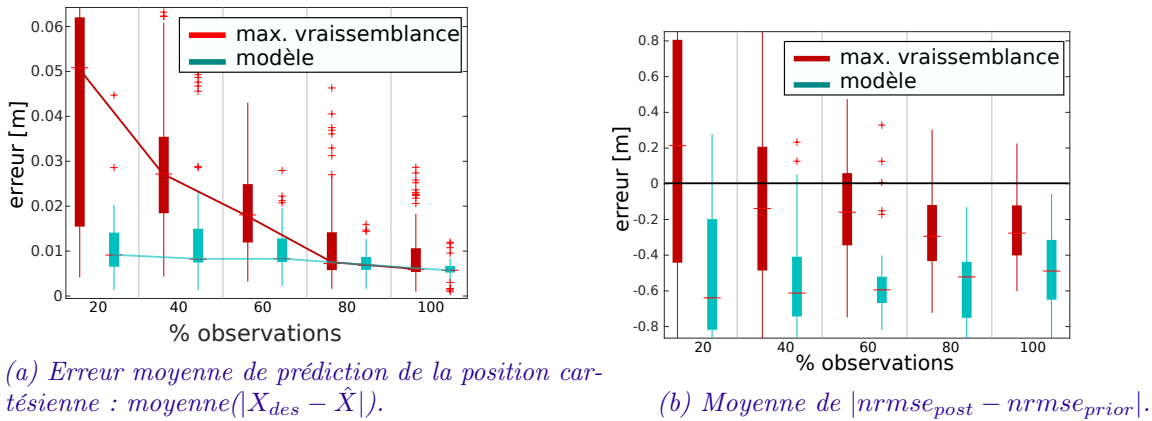 0.06
0.05
0.04
0.03
0.02
0.01
0
erreur [m]
max. vraissemblance
modèle
20 40 60 80 100
% observations
(a) Erreur moyenne de prédiction de la position car-
tésienne : moyenne(|X_des − X̂|).
0.8
0.6
0.4
0.2
0
-0.2
-0.4
-0.6
-0.8
erreur [m]
max. vraissemblance
modèle
20 40 60 80 100
% observations
(b) Moyenne de |nrmse_post − nrmse_prior|.